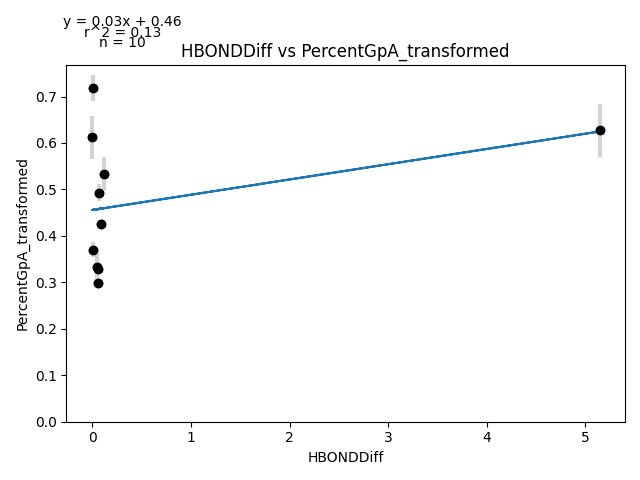 y = 0.03x + 0.46
r^2 = 0.13
n = 10
HBONDDiff vs PercentGpA_transformed
PercentGpA_transformed
0.7
0.6
0.5
0.4
0.3
0.2
0.1
0.0
0 1 2 3 4 5
HBONDDiff